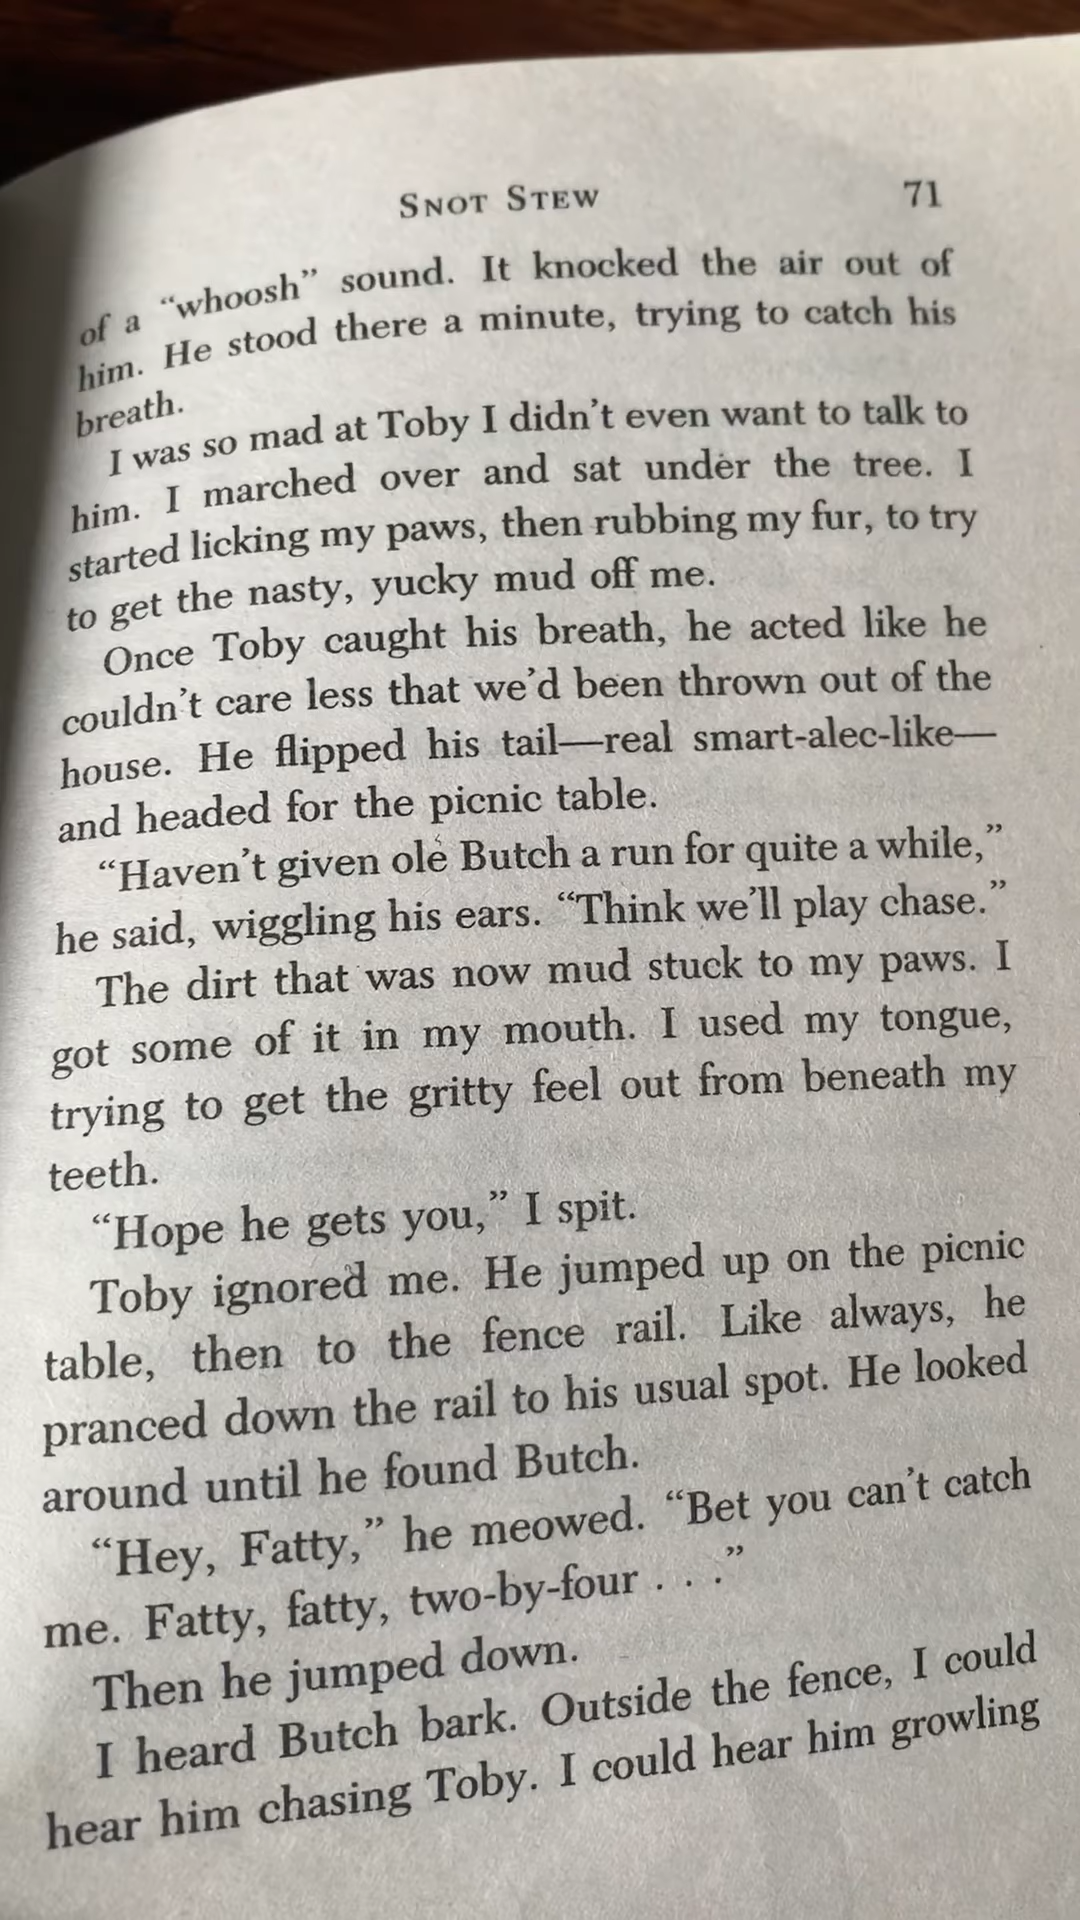 SNOT STEW 71
of a “whoosh” sound. It knocked the air out of
him. He stood there a minute, trying to catch his
breath.
I was so mad at Toby I didn’t even want to talk to
him. I marched over and sat under the tree. I
started licking my paws, then rubbing my fur, to try
to get the nasty, yucky mud off me.
Once Toby caught his breath, he acted like he
couldn’t care less that we’d been thrown out of the
house. He flipped his tail—real smart-alec-like—
and headed for the picnic table.
“Haven’t given ole Butch a run for quite a while,”
he said, wiggling his ears. “Think we’ll play chase.”
The dirt that was now mud stuck to my paws. I
got some of it in my mouth. I used my tongue,
trying to get the gritty feel out from beneath my
teeth.
“Hope he gets you,” I spit.
Toby ignored me. He jumped up on the picnic
table, then to the fence rail. Like always, he
pranced down the rail to his usual spot. He looked
around until he found Butch.
“Hey, Fatty,” he meowed. “Bet you can’t catch
me. Fatty, fatty, two-by-four . . .”
Then he jumped down.
I heard Butch bark. Outside the fence, I could
hear him chasing Toby. I could hear him growling